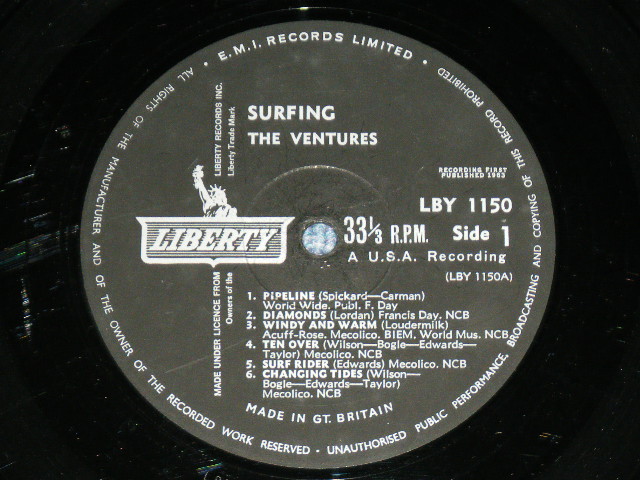 E.M.I. RECORDS LIMITED ·
ALL RIGHTS OF THE MANUFACTURER AND OF THE OWNER OF THE RECORDED WORK RESERVED · UNAUTHORISED PUBLIC PERFORMANCE, BROADCASTING AND COPYING OF THIS RECORD PROHIBITED
SURFING
THE VENTURES
LIBERTY RECORDS INC.
Liberty Trade Mark
MADE UNDER LICENCE FROM
Owners of the
RECORDING FIRST
PUBLISHED 1963
LBY 1150
LIBERTY
33⅓ R.P.M. Side 1
A U.S.A. Recording
(LBY 1150A)
1. PIPELINE (Spickard—Carman)
World Wide. Publ. F. Day
2. DIAMONDS (Lordan) Francis Day. NCB
3. WINDY AND WARM (Loudermilk)
Acuff-Rose. Mecolico. BIEM. World Mus. NCB
4. TEN OVER (Wilson—Bogle—Edwards—
Taylor) Mecolico. NCB
5. SURF RIDER (Edwards) Mecolico. NCB
6. CHANGING TIDES (Wilson—
Bogle—Edwards—Taylor)
Mecolico. NCB
MADE IN GT. BRITAIN